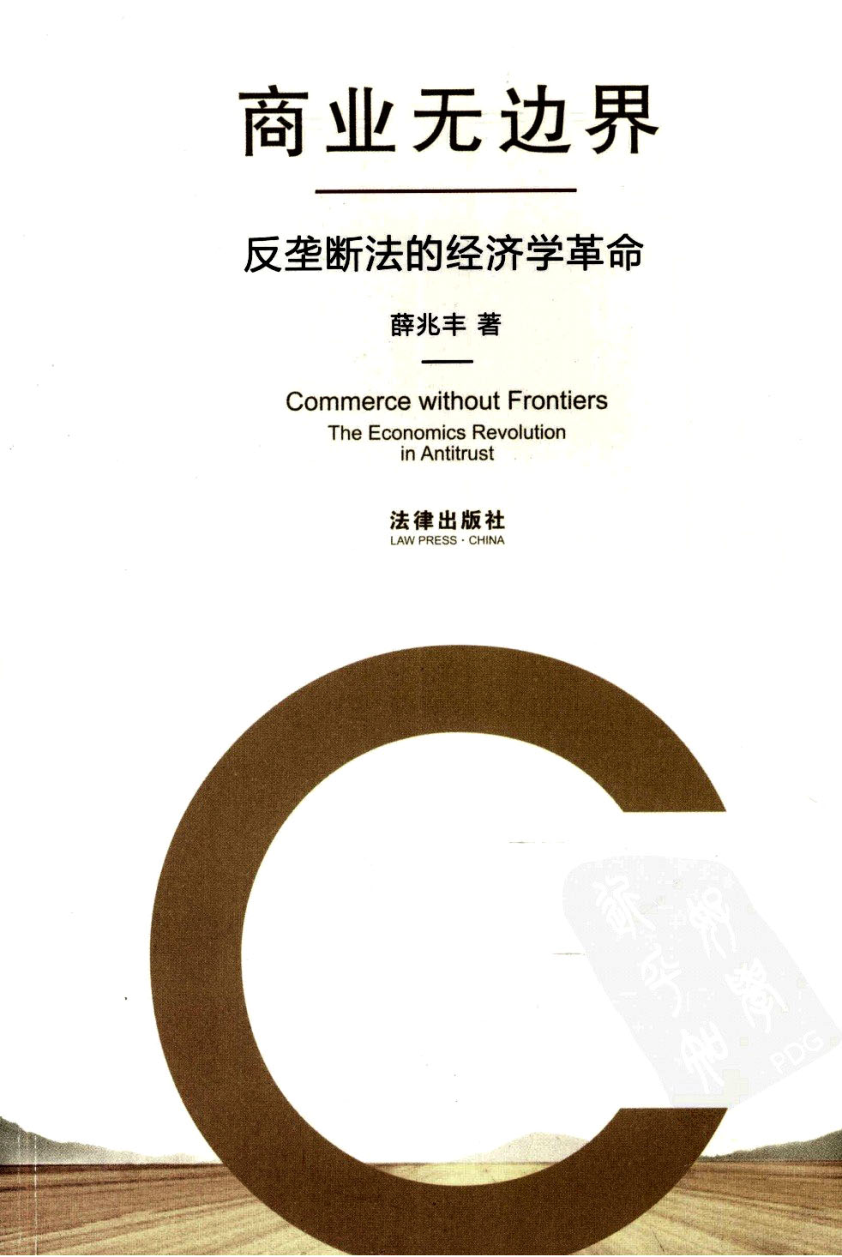 商业无边界
反垄断法的经济学革命
薛兆丰 著
Commerce without Frontiers
The Economics Revolution
in Antitrust
法律出版社
LAW PRESS · CHINA
PDG